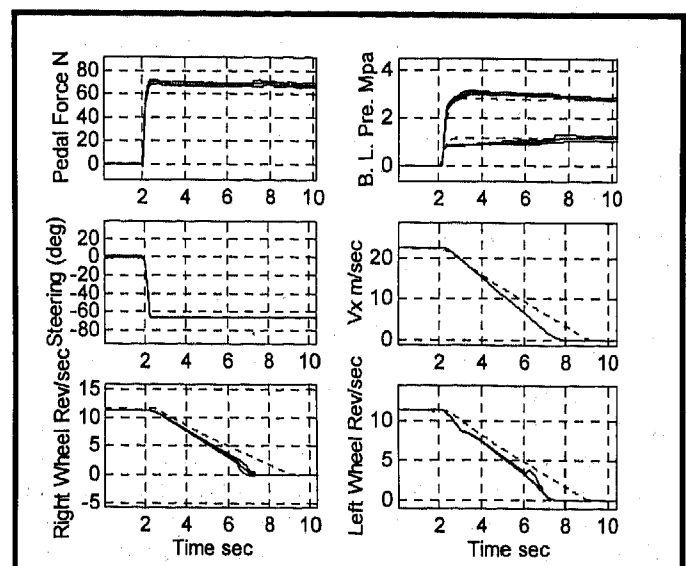 Pedal Force N
80
60
40
20
0
0 2 4 6 8 10
B. L. Pre. Mpa
4
2
0
0 2 4 6 8 10
Steering (deg)
20
0
-20
-40
-60
-80
2 4 6 8 10
Vx m/sec
20
10
0
2 4 6 8 10
Right Wheel Rev/sec
15
10
5
0
-5
2 4 6 8 10
Time sec
Left Wheel Rev/sec
10
5
0
2 4 6 8 10
Time sec